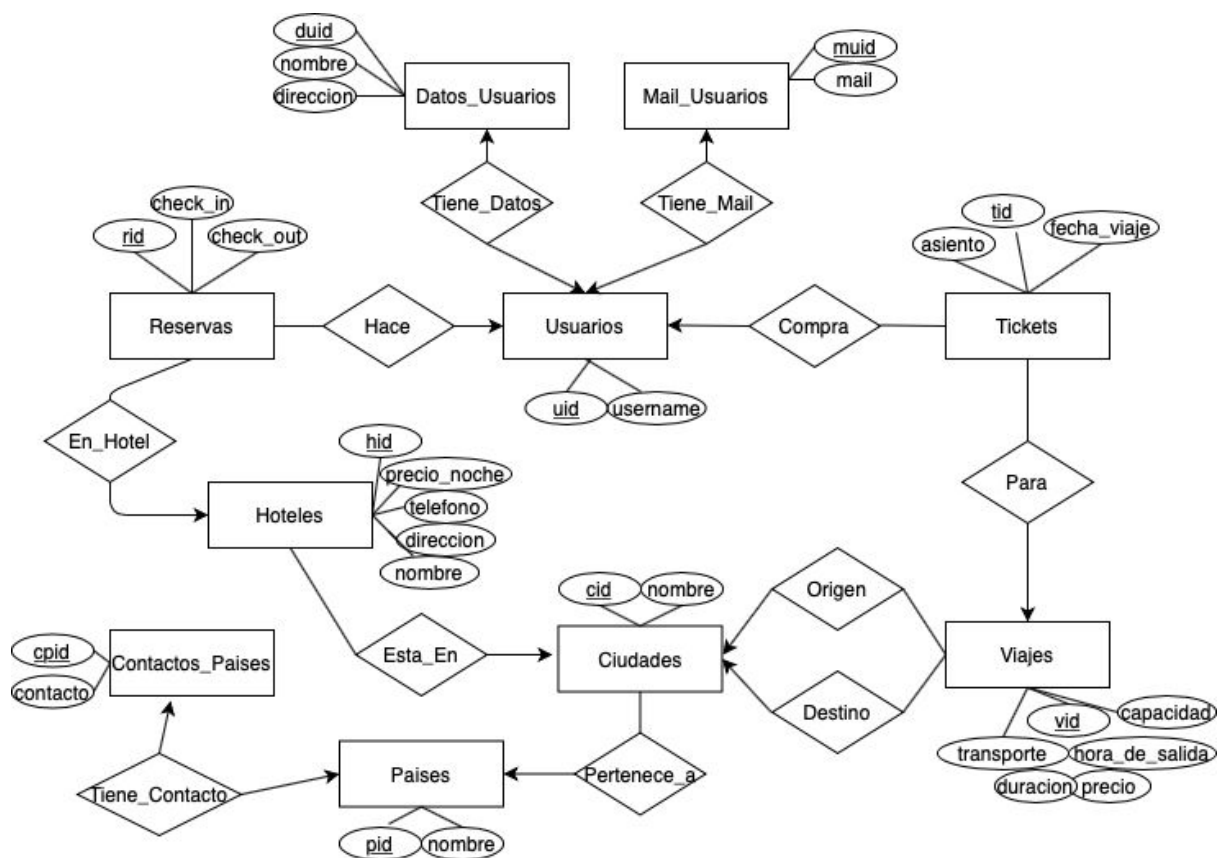 duid
nombre
direccion
Datos_Usuarios
muid
mail
Mail_Usuarios
Tiene_Datos
Tiene_Mail
check_in
rid
check_out
tid
asiento
fecha_viaje
Reservas
Hace
Usuarios
Compra
Tickets
uid
username
En_Hotel
hid
precio_noche
telefono
direccion
nombre
Hoteles
Para
cid
nombre
Origen
cpid
contacto
Contactos_Paises
Esta_En
Ciudades
Viajes
Destino
vid
capacidad
transporte
hora_de_salida
duracion
precio
Tiene_Contacto
Paises
Pertenece_a
pid
nombre